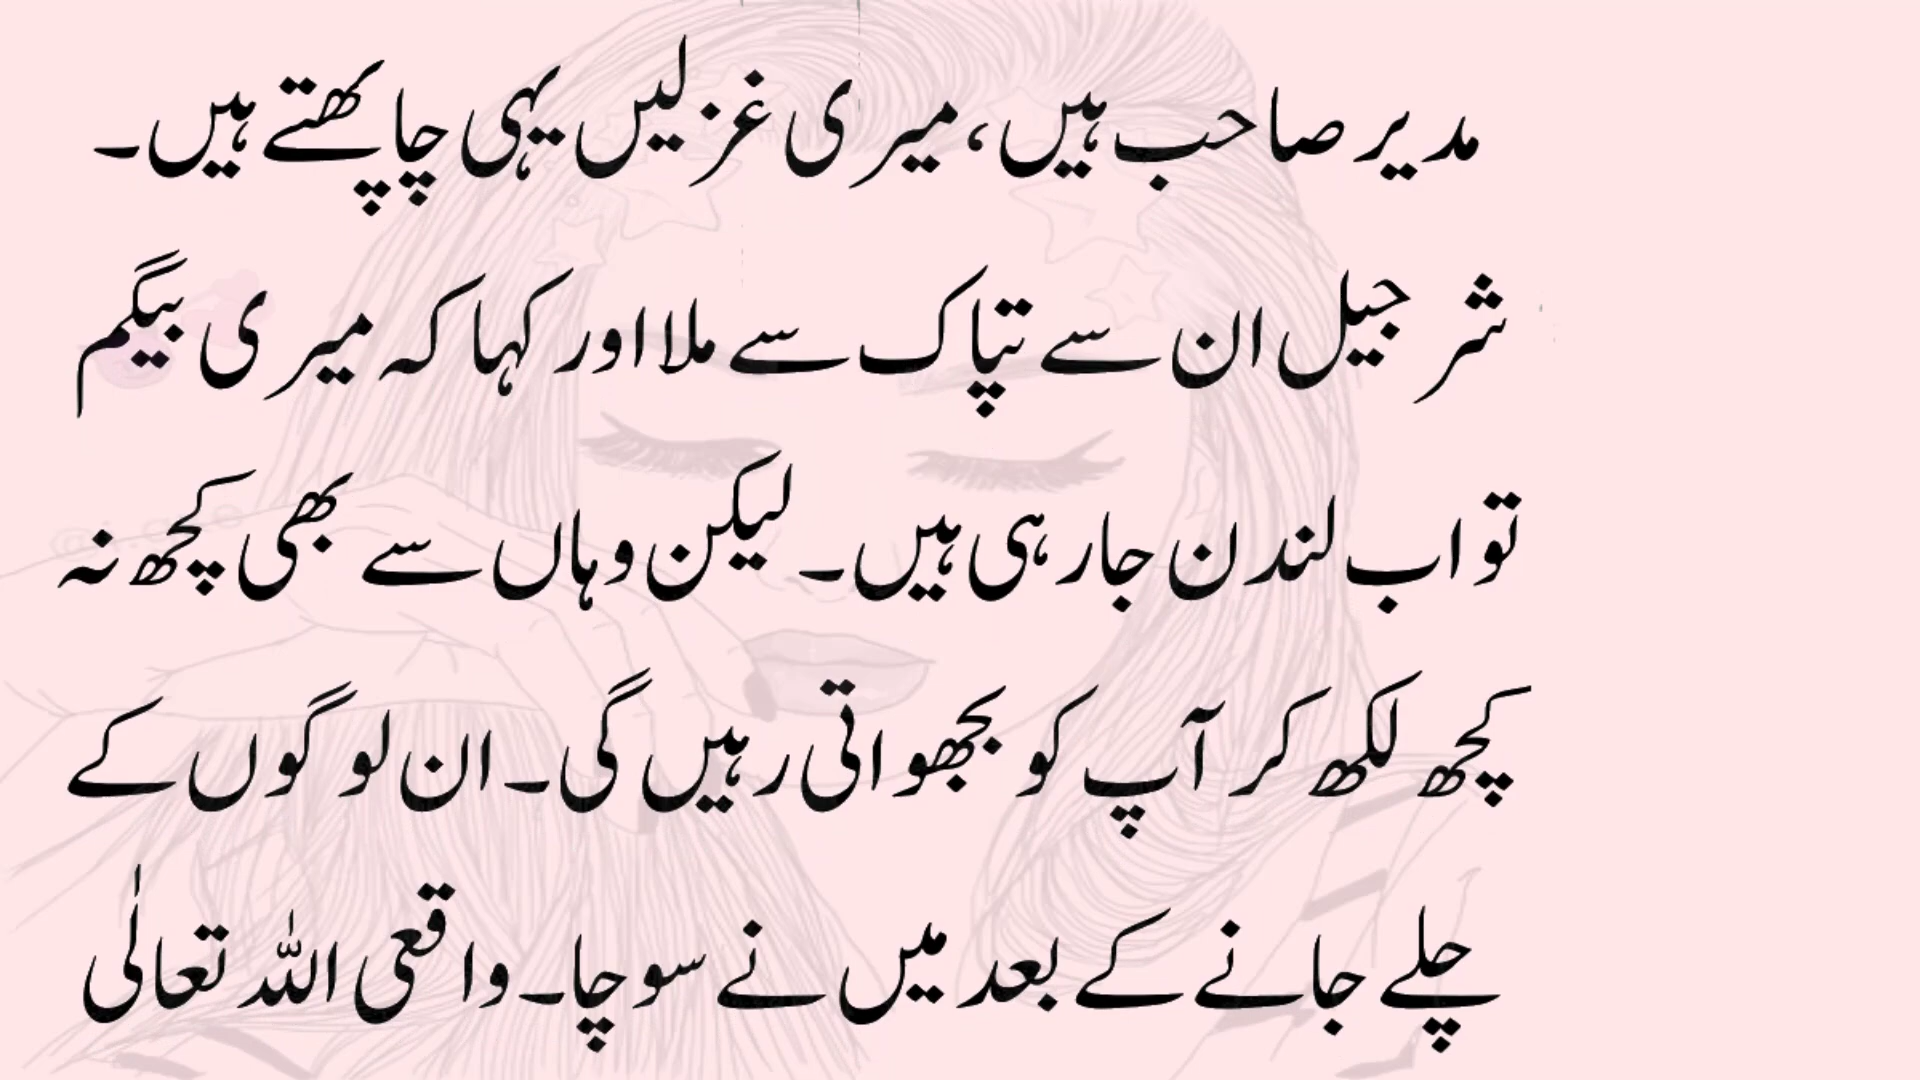 مدیر صاحب ہیں، میری غزلیں یہی چاپھتے ہیں۔
شرجیل ان سے تپاک سے ملا اور کہا کہ میری بیگم
تو اب لندن جا رہی ہیں۔ لیکن وہاں سے بھی کچھ نہ
کچھ لکھ کر آپ کو بجھواتی رہیں گی۔ ان لوگوں کے
چلے جانے کے بعد میں نے سوچا۔ واقعی اللہ تعالٰی